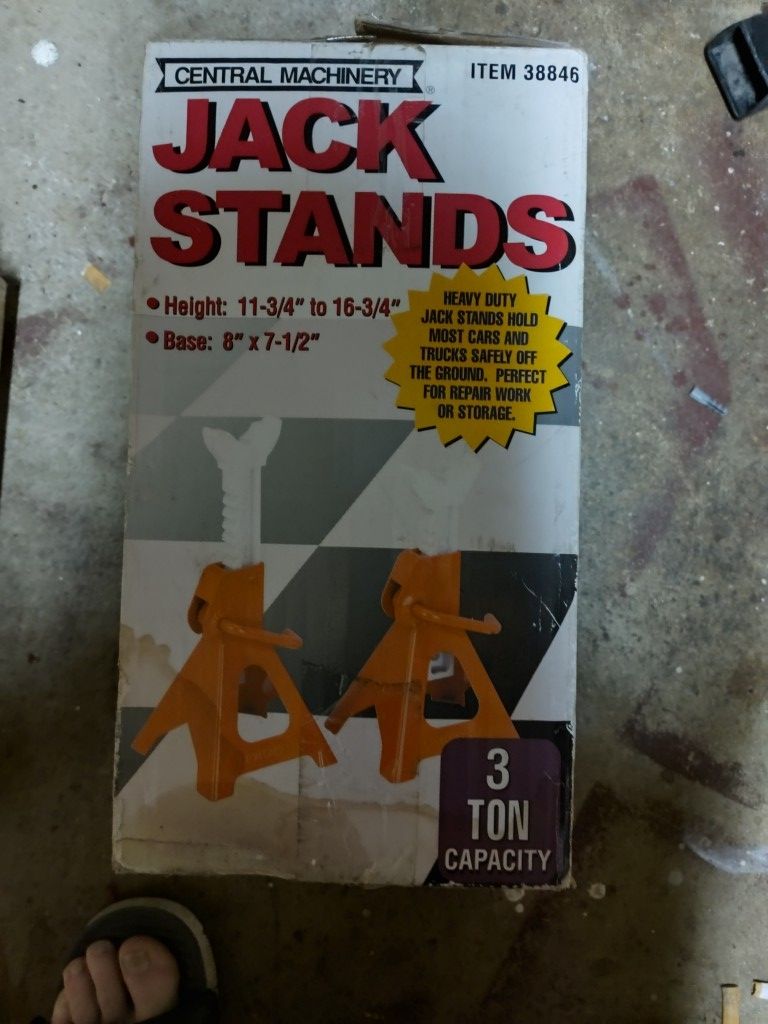 CENTRAL MACHINERY®
ITEM 38846
JACK
STANDS
• Height: 11-3/4" to 16-3/4"
• Base: 8" x 7-1/2"
HEAVY DUTY
JACK STANDS HOLD
MOST CARS AND
TRUCKS SAFELY OFF
THE GROUND. PERFECT
FOR REPAIR WORK
OR STORAGE.
3
TON
CAPACITY